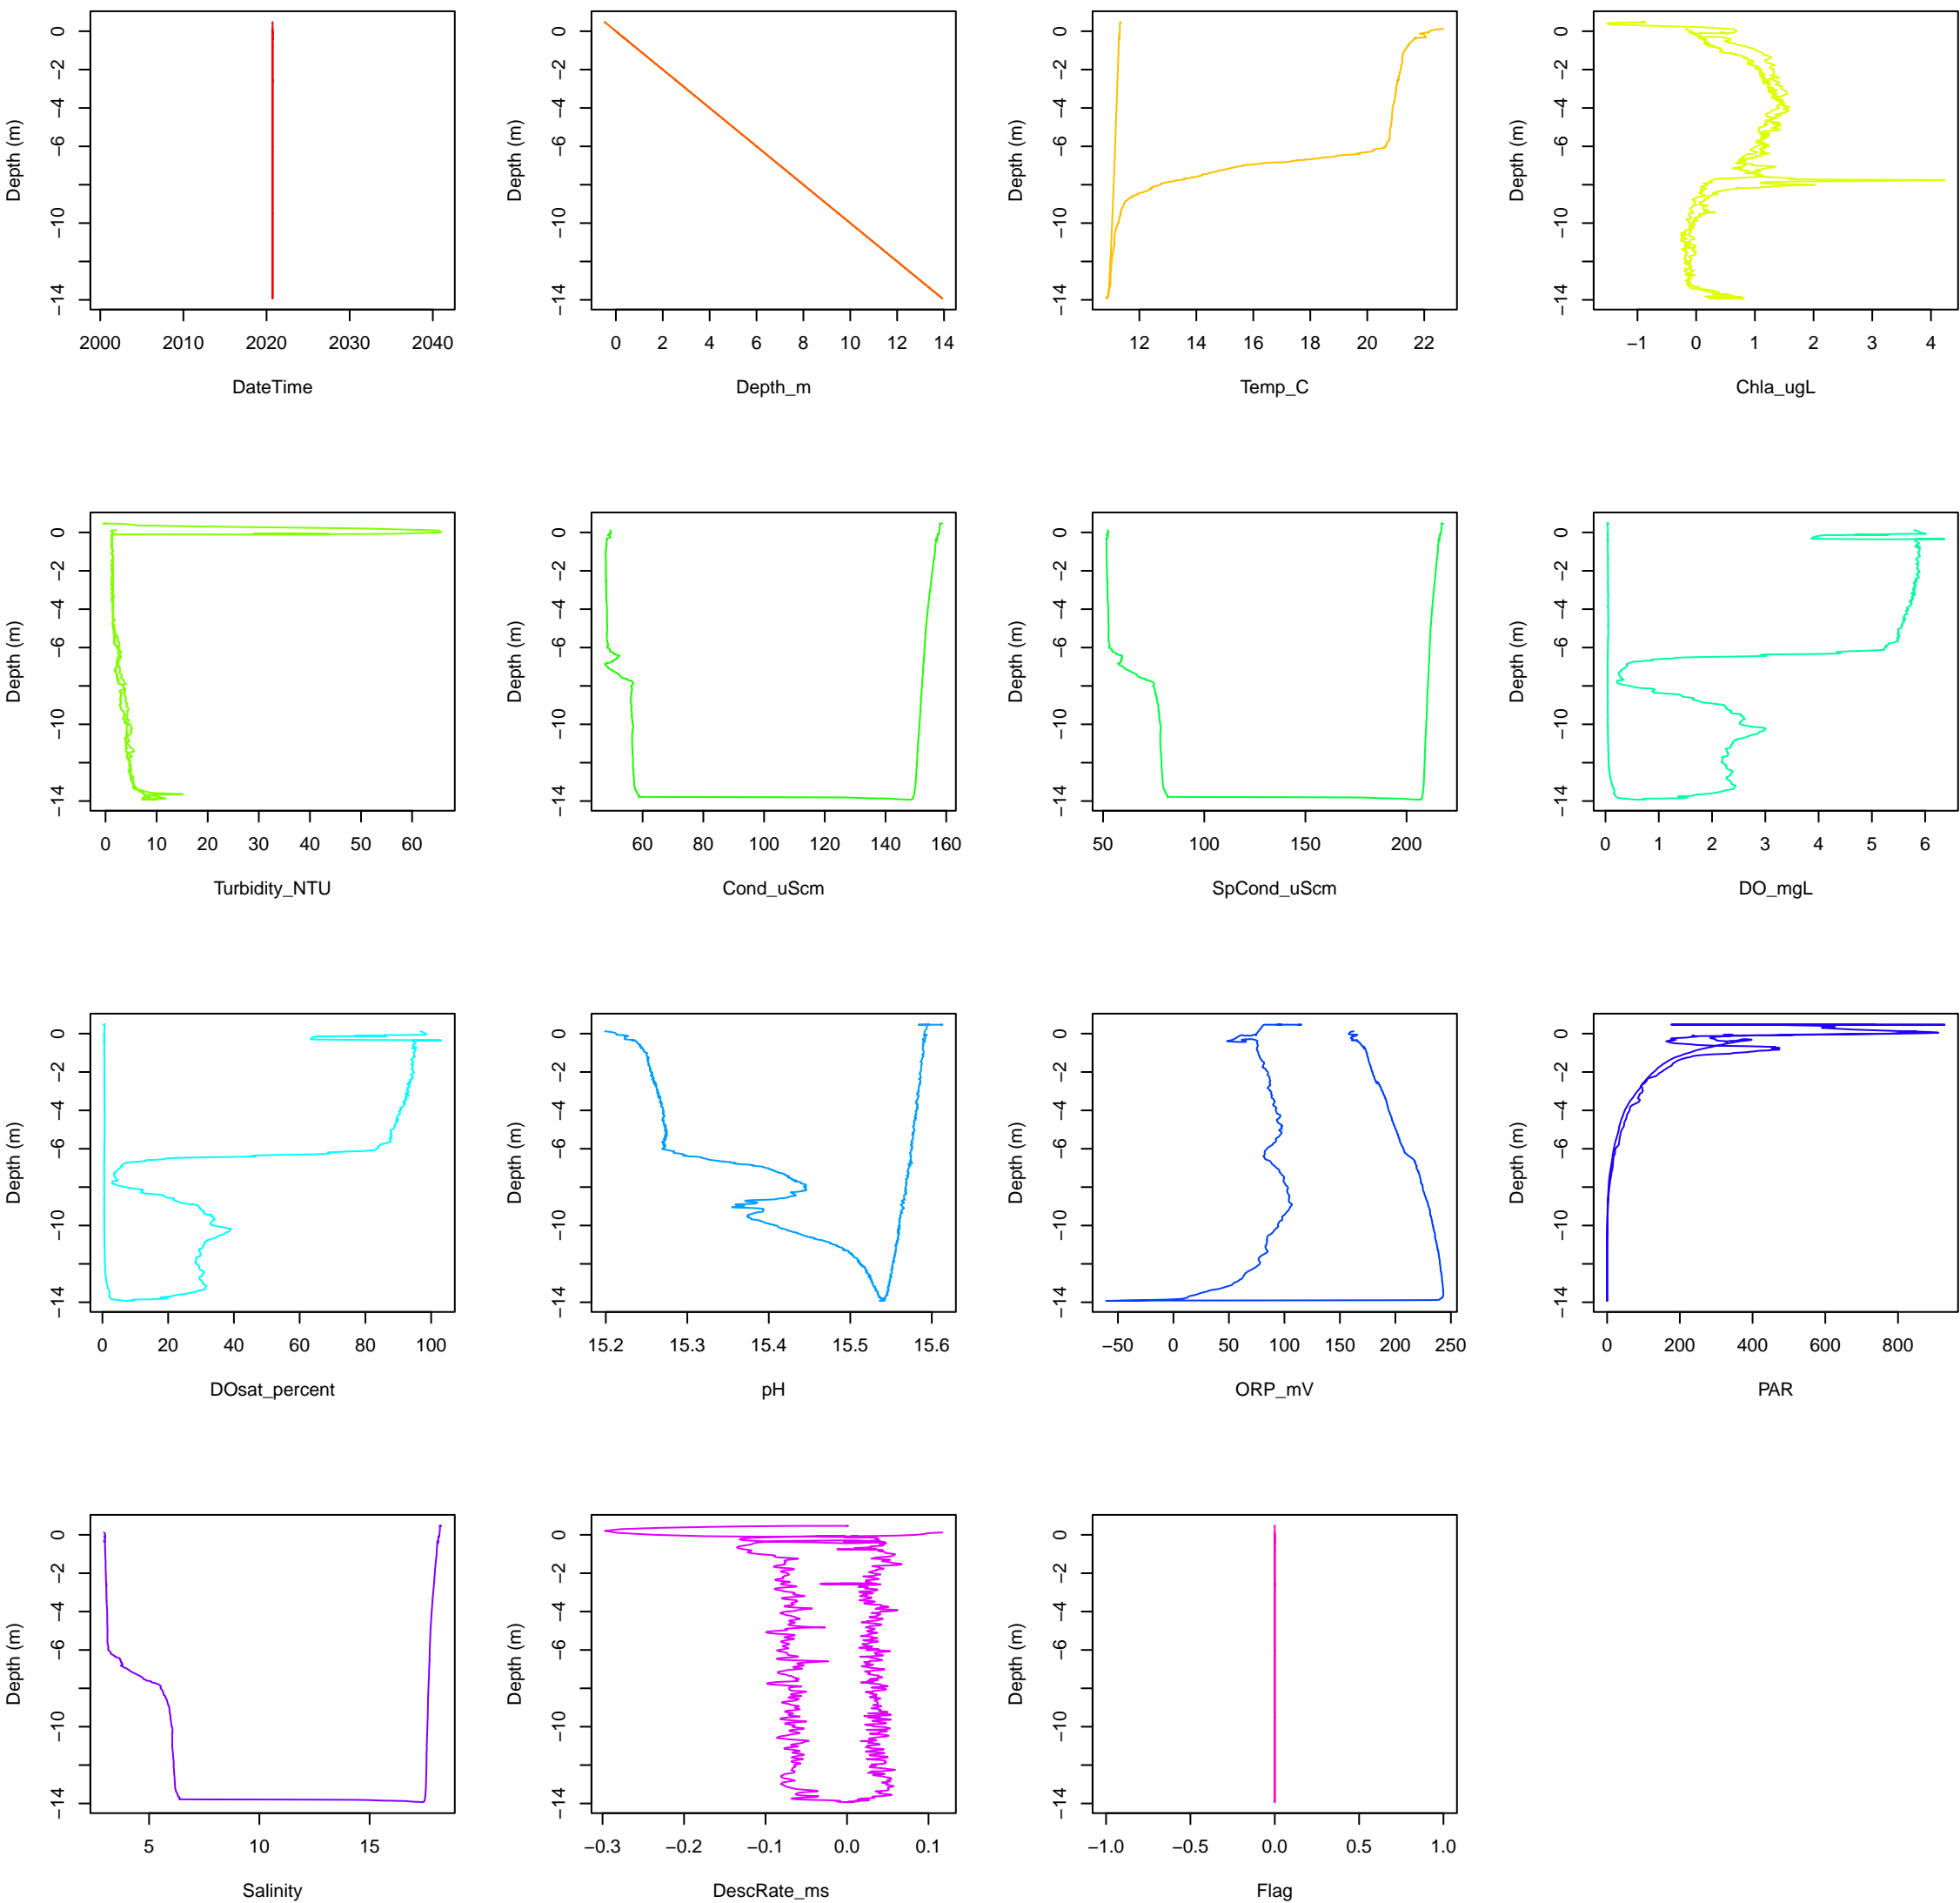 Depth (m)
−14 −10 −6 −4 −2 0
2000 2010 2020 2030 2040
DateTime
Depth (m)
−14 −10 −6 −4 −2 0
0 2 4 6 8 10 12 14
Depth_m
Depth (m)
−14 −10 −6 −4 −2 0
12 14 16 18 20 22
Temp_C
Depth (m)
−14 −10 −6 −4 −2 0
−1 0 1 2 3 4
Chla_ugL
Depth (m)
−14 −10 −6 −4 −2 0
0 10 20 30 40 50 60
Turbidity_NTU
Depth (m)
−14 −10 −6 −4 −2 0
60 80 100 120 140 160
Cond_uScm
Depth (m)
−14 −10 −6 −4 −2 0
50 100 150 200
SpCond_uScm
Depth (m)
−14 −10 −6 −4 −2 0
0 1 2 3 4 5 6
DO_mgL
Depth (m)
−14 −10 −6 −4 −2 0
0 20 40 60 80 100
DOsat_percent
Depth (m)
−14 −10 −6 −4 −2 0
15.2 15.3 15.4 15.5 15.6
pH
Depth (m)
−14 −10 −6 −4 −2 0
−50 0 50 100 150 200 250
ORP_mV
Depth (m)
−14 −10 −6 −4 −2 0
0 200 400 600 800
PAR
Depth (m)
−14 −10 −6 −4 −2 0
5 10 15
Salinity
Depth (m)
−14 −10 −6 −4 −2 0
−0.3 −0.2 −0.1 0.0 0.1
DescRate_ms
Depth (m)
−14 −10 −6 −4 −2 0
−1.0 −0.5 0.0 0.5 1.0
Flag